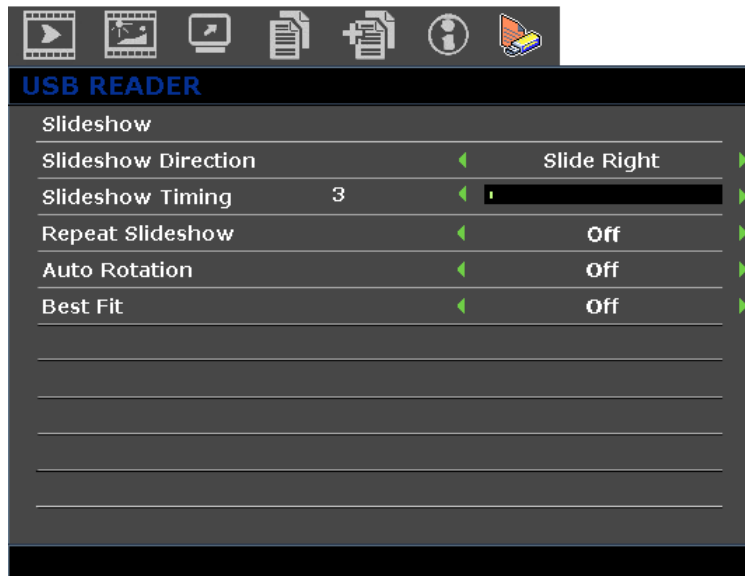 USB READER
Slideshow
Slideshow Direction Slide Right
Slideshow Timing 3
Repeat Slideshow Off
Auto Rotation Off
Best Fit Off